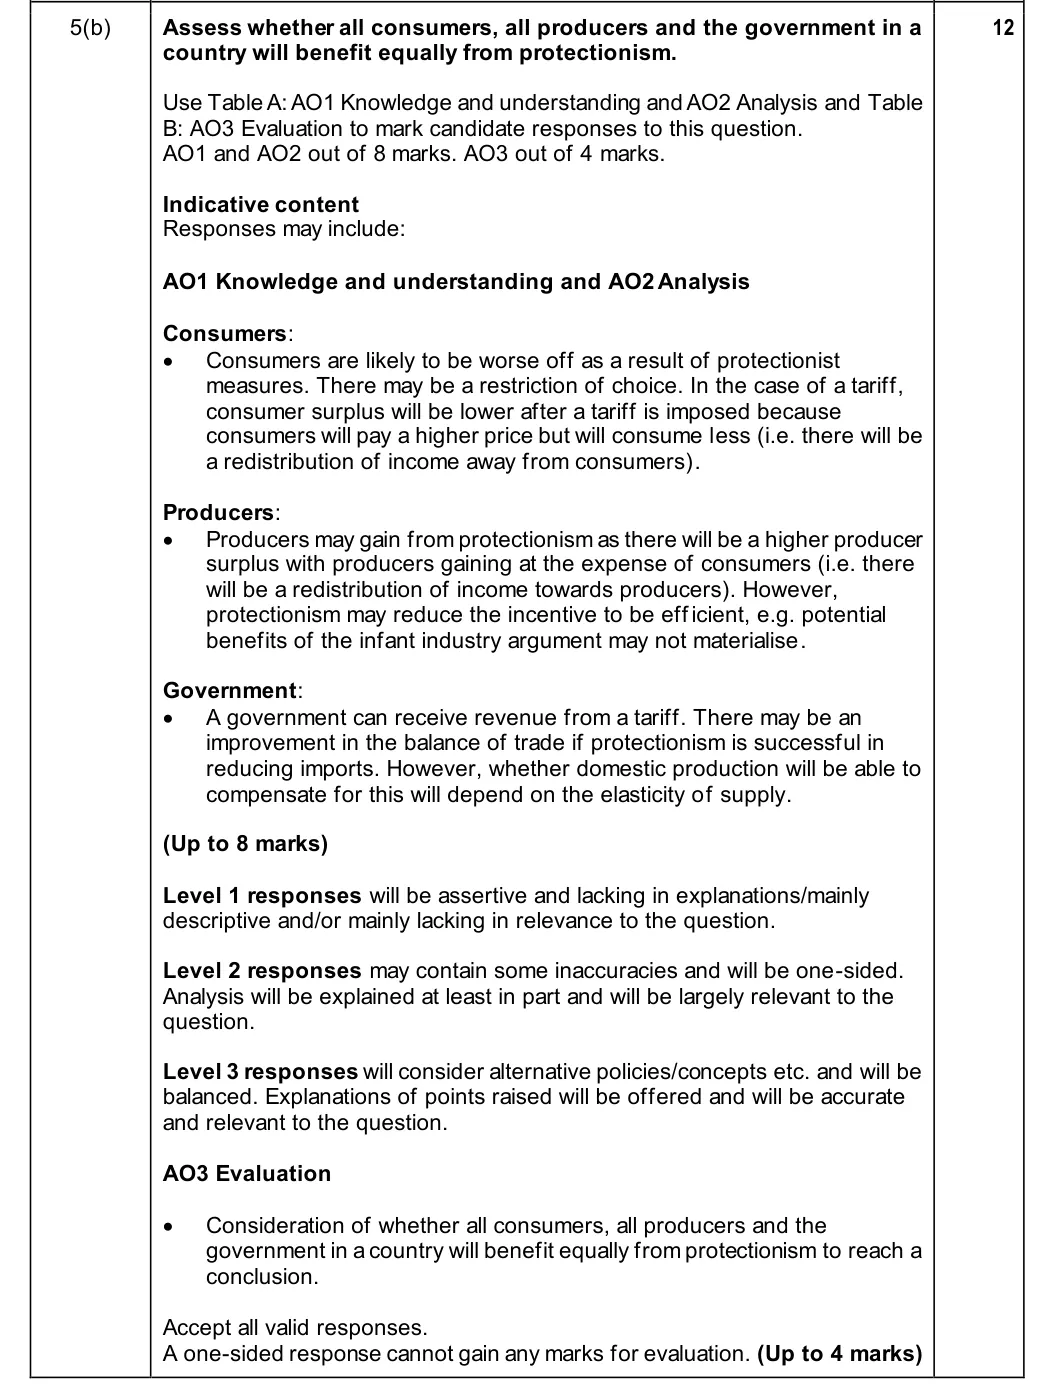 5(b)
Assess whether all consumers, all producers and the government in a
12
country will benefit equally from protectionism.
Use Table A: AO1 Knowledge and understanding and AO2 Analysis and Table
B: AO3 Evaluation to mark candidate responses to this question.
AO1 and AO2 out of 8 marks. AO3 out of 4 marks.
Indicative content
Responses may include:
AO1 Knowledge and understanding and AO2 Analysis
Consumers:
• Consumers are likely to be worse off as a result of protectionist
measures. There may be a restriction of choice. In the case of a tariff,
consumer surplus will be lower after a tariff is imposed because
consumers will pay a higher price but will consume less (i.e. there will be
a redistribution of income away from consumers).
Producers:
• Producers may gain from protectionism as there will be a higher producer
surplus with producers gaining at the expense of consumers (i.e. there
will be a redistribution of income towards producers). However,
protectionism may reduce the incentive to be efficient, e.g. potential
benefits of the infant industry argument may not materialise.
Government:
• A government can receive revenue from a tariff. There may be an
improvement in the balance of trade if protectionism is successful in
reducing imports. However, whether domestic production will be able to
compensate for this will depend on the elasticity of supply.
(Up to 8 marks)
Level 1 responses will be assertive and lacking in explanations/mainly
descriptive and/or mainly lacking in relevance to the question.
Level 2 responses may contain some inaccuracies and will be one-sided.
Analysis will be explained at least in part and will be largely relevant to the
question.
Level 3 responses will consider alternative policies/concepts etc. and will be
balanced. Explanations of points raised will be offered and will be accurate
and relevant to the question.
AO3 Evaluation
• Consideration of whether all consumers, all producers and the
government in a country will benefit equally from protectionism to reach a
conclusion.
Accept all valid responses.
A one-sided response cannot gain any marks for evaluation. (Up to 4 marks)